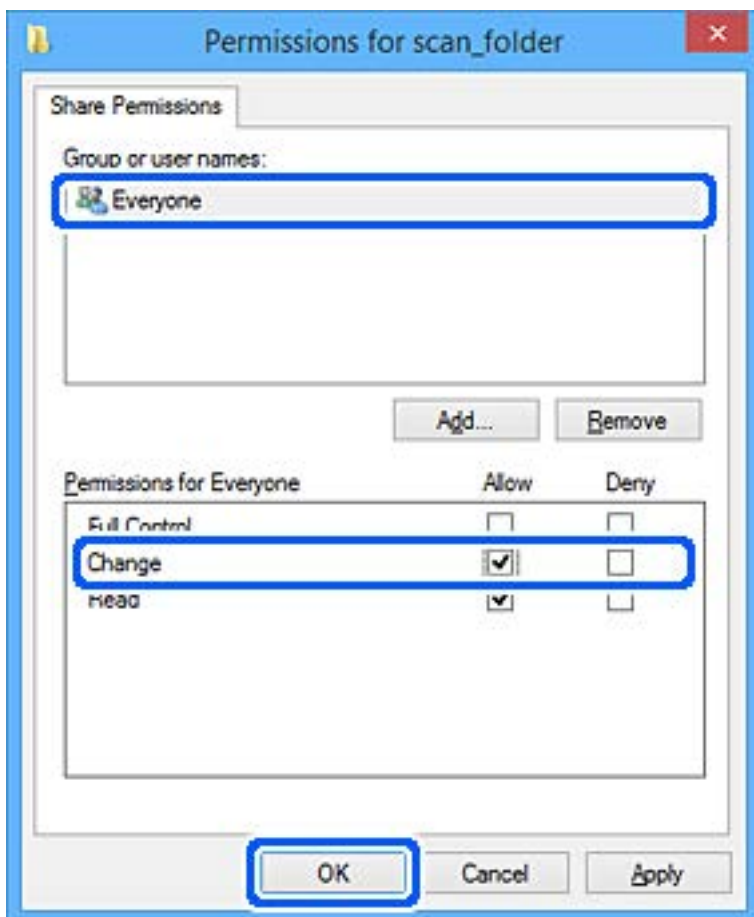 Permissions for scan_folder
Share Permissions
Group or user names:
Everyone
Add... Remove
Permissions for Everyone Allow Deny
Full Control
Change
Read
OK Cancel Apply